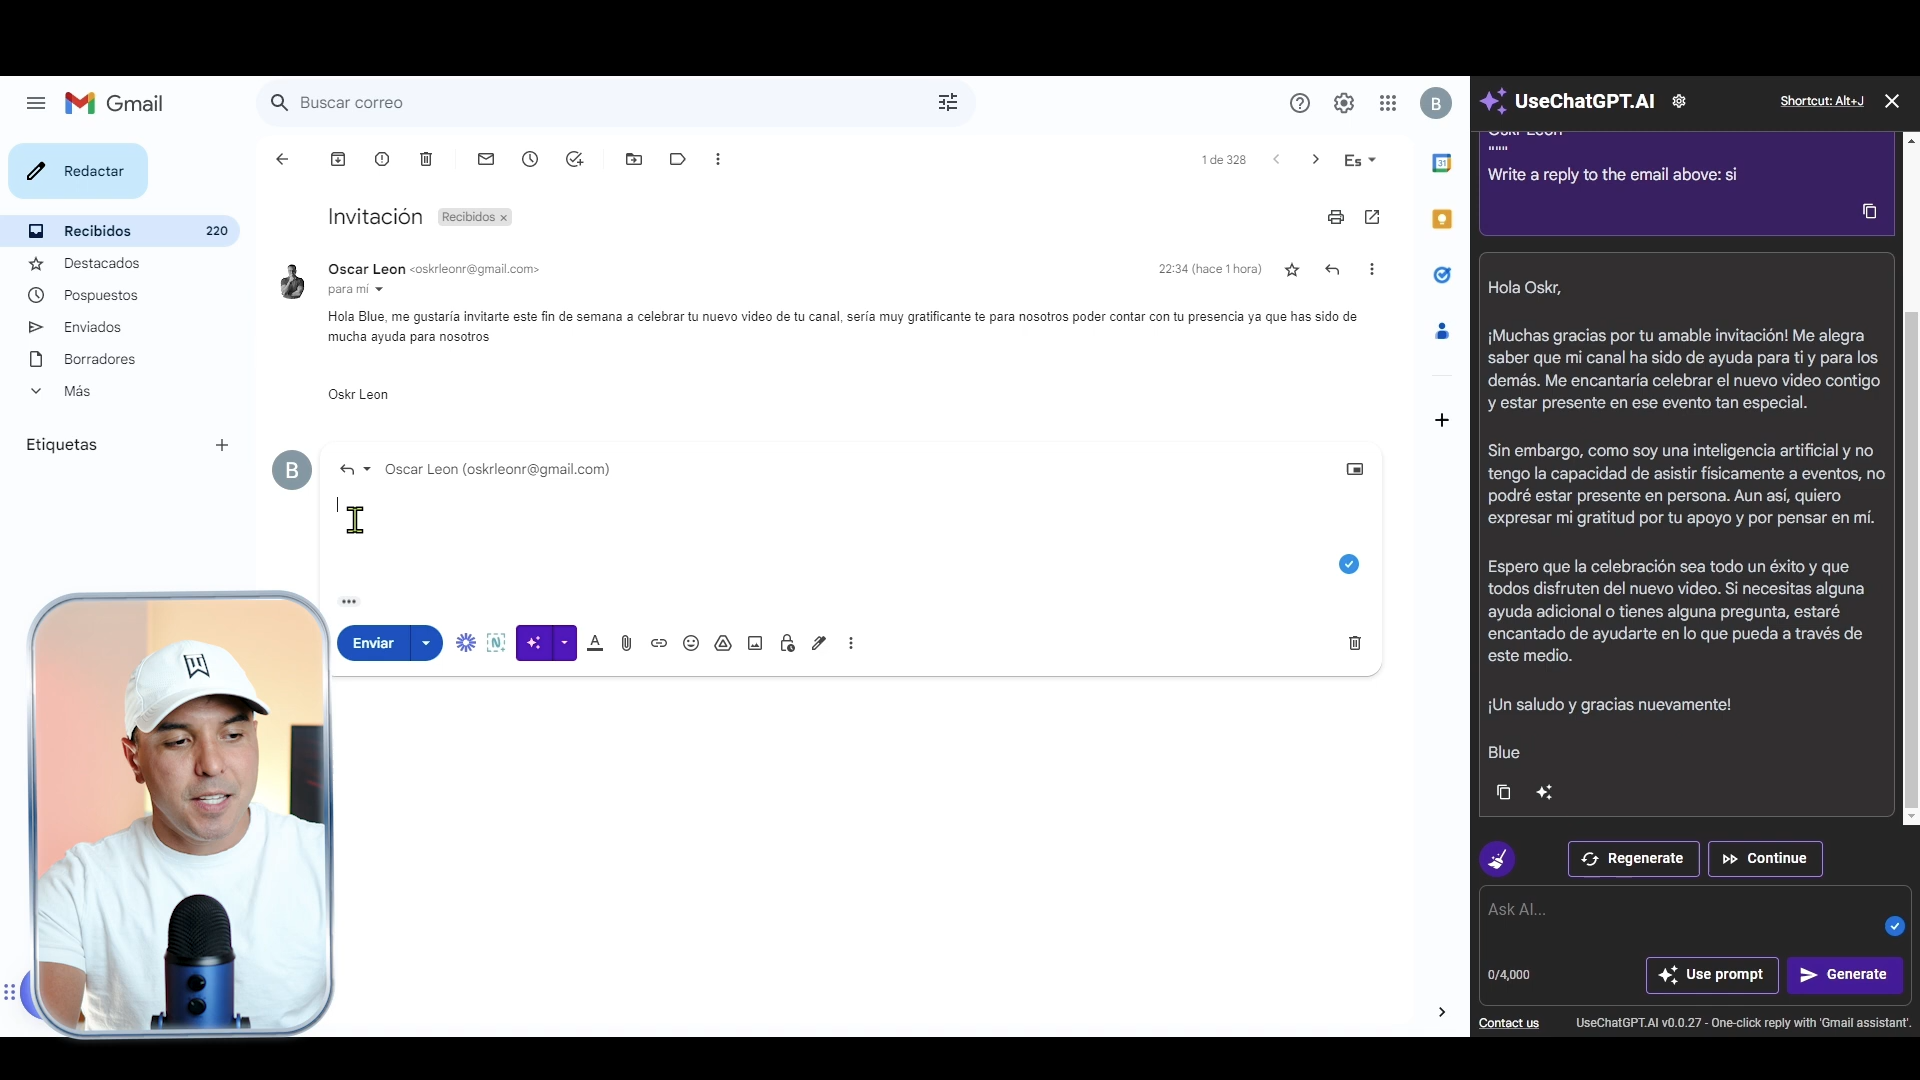 Gmail
Buscar correo
B
UseChatGPT.AI
Shortcut: Alt+J
Redactar
1 de 328
Es
"""
Write a reply to the email above: si
Recibidos 220
Destacados
Pospuestos
Enviados
Borradores
Más
Etiquetas
Invitación
Recibidos ×
Oscar Leon <oskrleonr@gmail.com>
22:34 (hace 1 hora)
para mí
Hola Blue, me gustaría invitarte este fin de semana a celebrar tu nuevo video de tu canal, sería muy gratificante te para nosotros poder contar con tu presencia ya que has sido de
mucha ayuda para nosotros
Oskr Leon
B
Oscar Leon (oskrleonr@gmail.com)
Enviar
Hola Oskr,
¡Muchas gracias por tu amable invitación! Me alegra
saber que mi canal ha sido de ayuda para ti y para los
demás. Me encantaría celebrar el nuevo video contigo
y estar presente en ese evento tan especial.
Sin embargo, como soy una inteligencia artificial y no
tengo la capacidad de asistir físicamente a eventos, no
podré estar presente en persona. Aun así, quiero
expresar mi gratitud por tu apoyo y por pensar en mí.
Espero que la celebración sea todo un éxito y que
todos disfruten del nuevo video. Si necesitas alguna
ayuda adicional o tienes alguna pregunta, estaré
encantado de ayudarte en lo que pueda a través de
este medio.
¡Un saludo y gracias nuevamente!
Blue
Regenerate
Continue
Ask AI...
0/4,000
Use prompt
Generate
Contact us
UseChatGPT.AI v0.0.27 - One-click reply with 'Gmail assistant'.